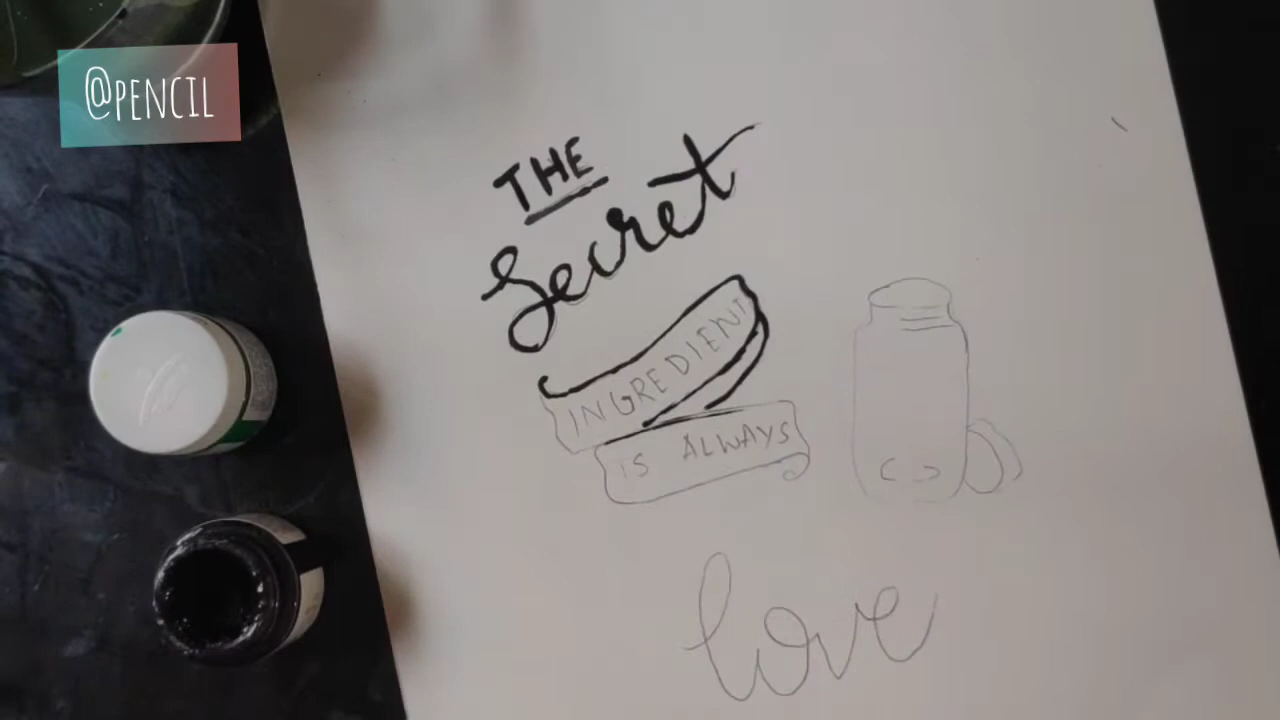 @PENCIL
THE
Secret
INGREDIENT
IS ALWAYS
love